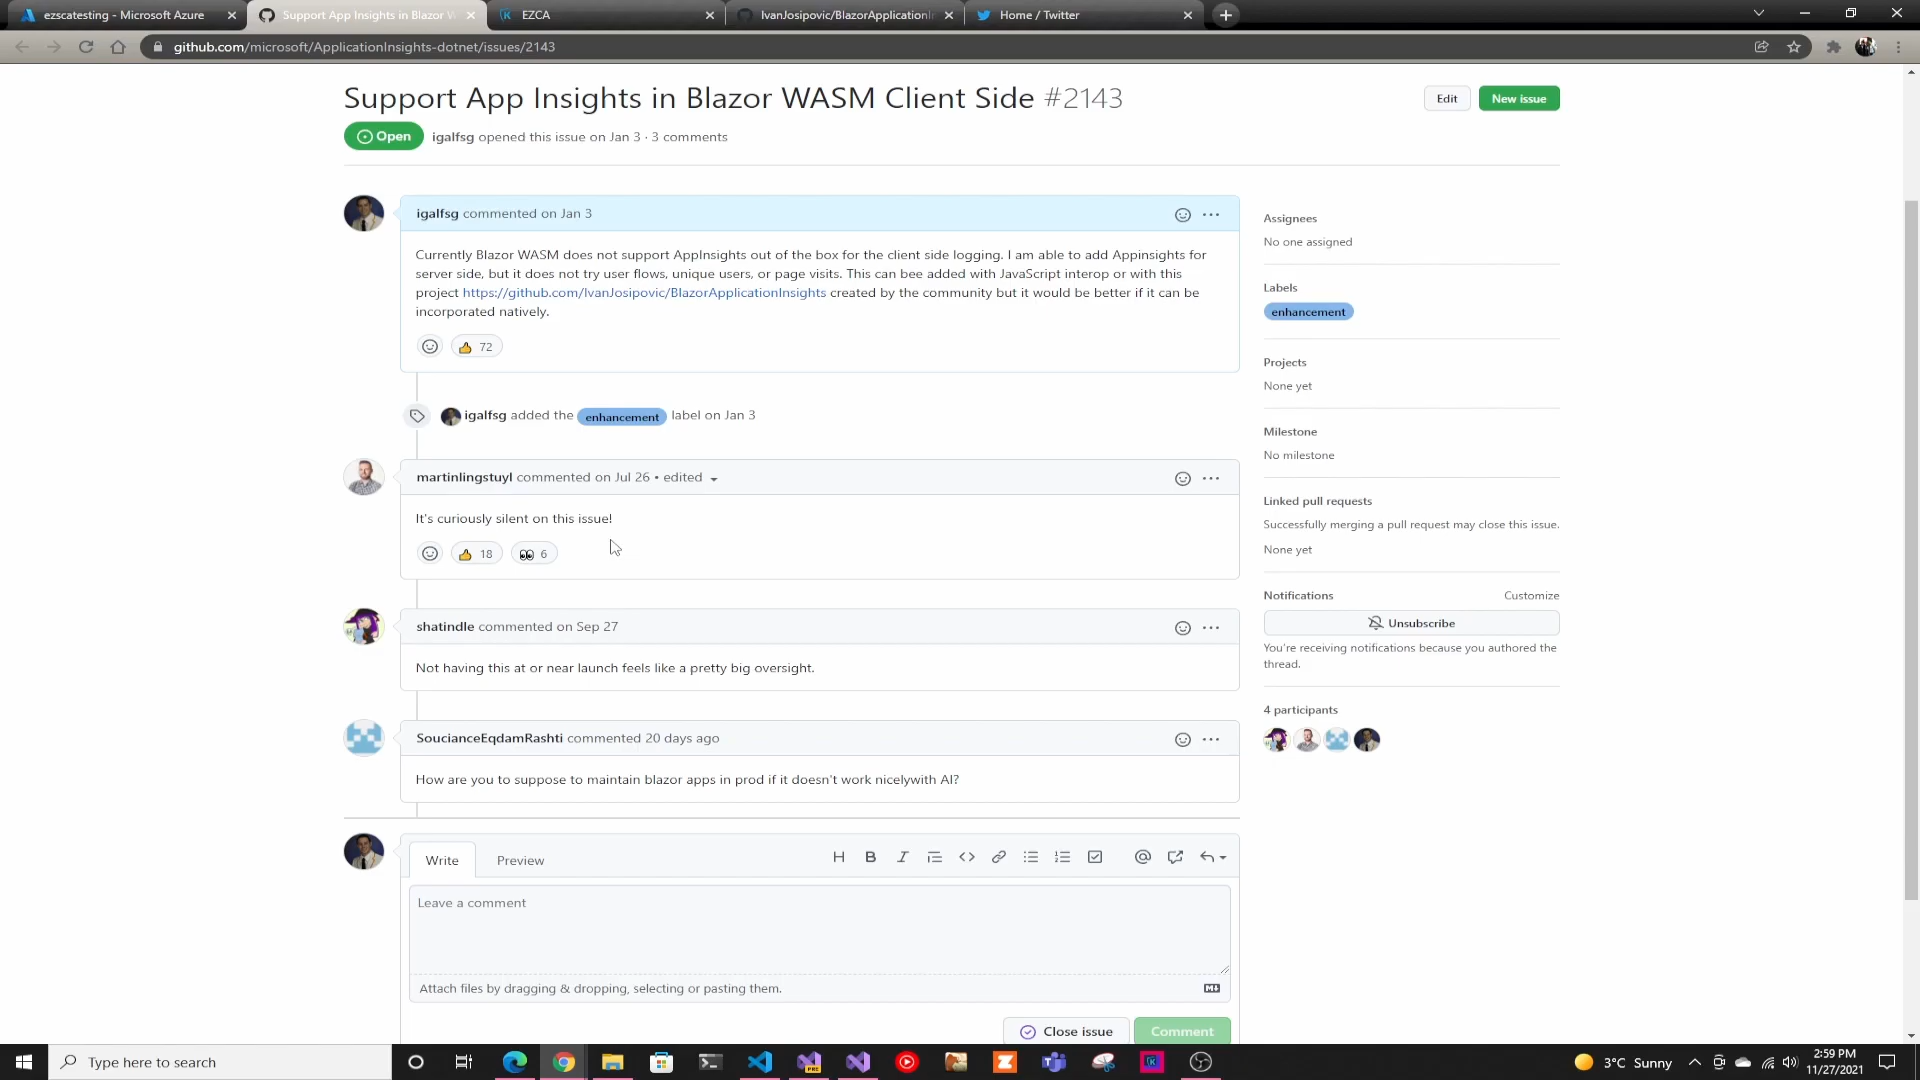 ezscatesting - Microsoft Azure
Support App Insights in Blazor W
EZCA
IvanJosipovic/BlazorApplicationIn
Home / Twitter
github.com/microsoft/ApplicationInsights-dotnet/issues/2143
Support App Insights in Blazor WASM Client Side #2143
Edit
New issue
Open
igalfsg opened this issue on Jan 3 · 3 comments
igalfsg commented on Jan 3
Currently Blazor WASM does not support AppInsights out of the box for the client side logging. I am able to add Appinsights for
server side, but it does not try user flows, unique users, or page visits. This can bee added with JavaScript interop or with this
project https://github.com/IvanJosipovic/BlazorApplicationInsights created by the community but it would be better if it can be
incorporated natively.
72
igalfsg added the enhancement label on Jan 3
martinlingstuyl commented on Jul 26 • edited
It's curiously silent on this issue!
18
6
shatindle commented on Sep 27
Not having this at or near launch feels like a pretty big oversight.
SoucianceEqdamRashti commented 20 days ago
How are you to suppose to maintain blazor apps in prod if it doesn't work nicelywith AI?
Write
Preview
Leave a comment
Attach files by dragging & dropping, selecting or pasting them.
Close issue
Comment
Assignees
No one assigned
Labels
enhancement
Projects
None yet
Milestone
No milestone
Linked pull requests
Successfully merging a pull request may close this issue.
None yet
Notifications
Customize
Unsubscribe
You're receiving notifications because you authored the
thread.
4 participants
Type here to search
3°C Sunny
2:59 PM
11/27/2021